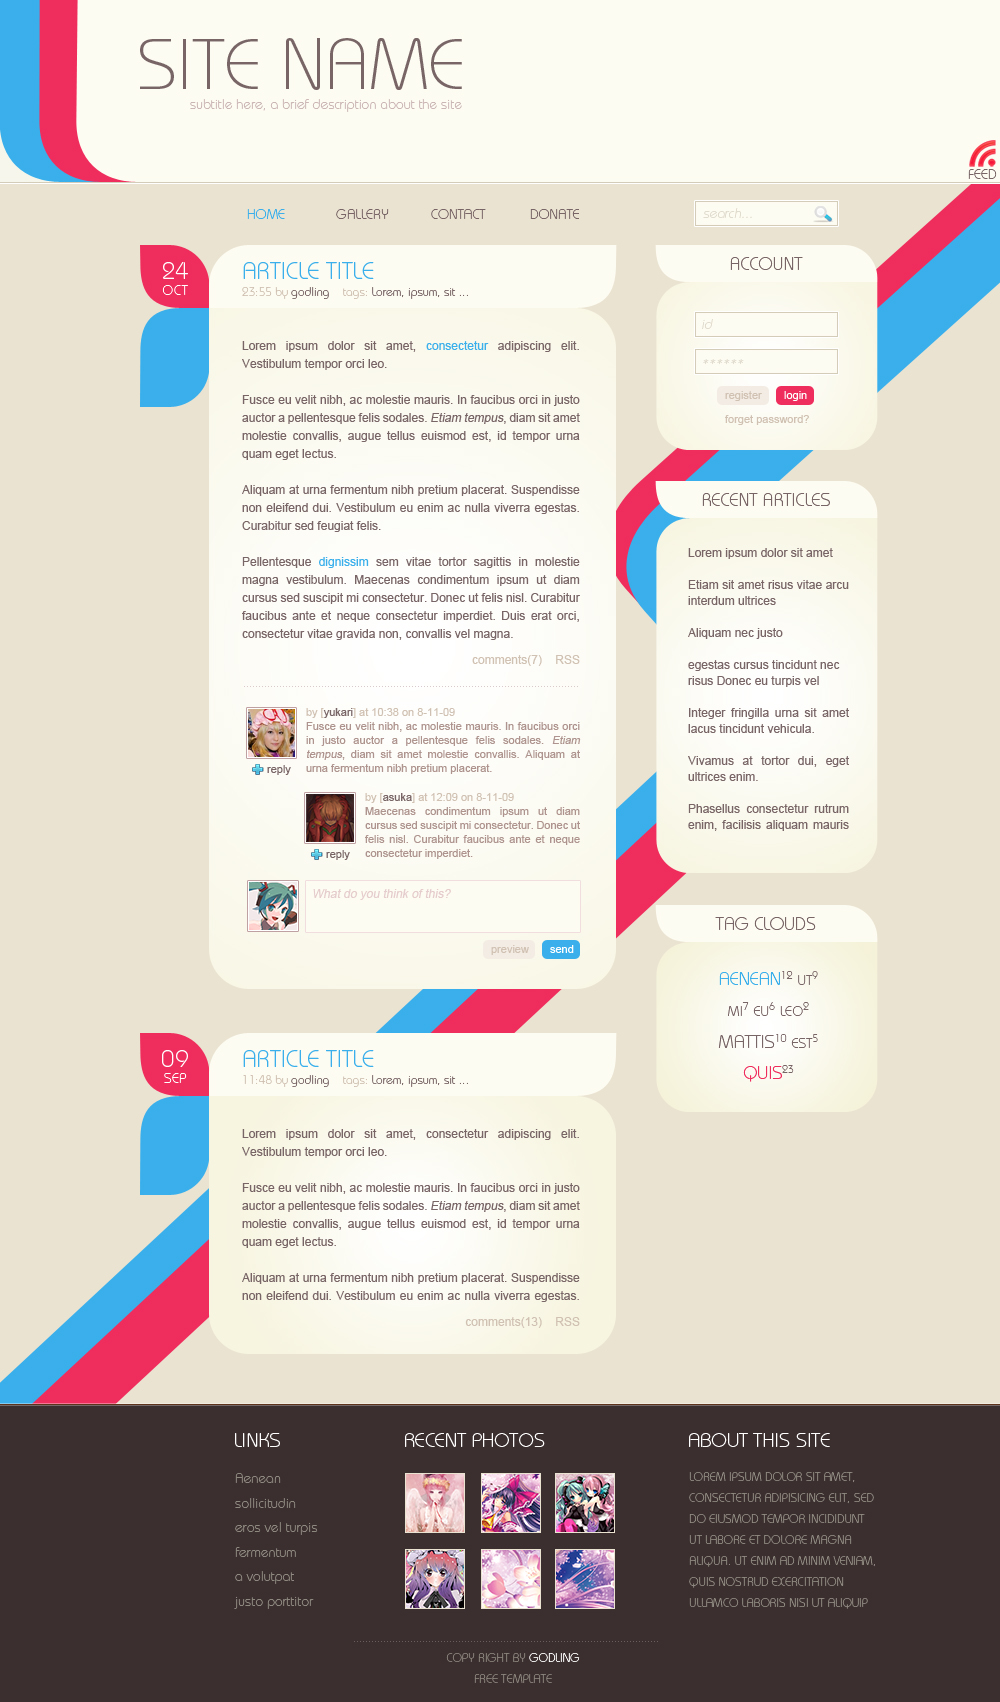 SITE NAME
subtitle here, a brief description about the site
FEED
HOME GALLERY CONTACT DONATE
search...
24
OCT
ARTICLE TITLE
23:55 by godling tags: Lorem, ipsum, sit ...
Lorem ipsum dolor sit amet, consectetur adipiscing elit.
Vestibulum tempor orci leo.
Fusce eu velit nibh, ac molestie mauris. In faucibus orci in justo
auctor a pellentesque felis sodales. Etiam tempus, diam sit amet
molestie convallis, augue tellus euismod est, id tempor urna
quam eget lectus.
Aliquam at urna fermentum nibh pretium placerat. Suspendisse
non eleifend dui. Vestibulum eu enim ac nulla viverra egestas.
Curabitur sed feugiat felis.
Pellentesque dignissim sem vitae tortor sagittis in molestie
magna vestibulum. Maecenas condimentum ipsum ut diam
cursus sed suscipit mi consectetur. Donec ut felis nisl. Curabitur
faucibus ante et neque consectetur imperdiet. Duis erat orci,
consectetur vitae gravida non, convallis vel magna.
comments(7) RSS
by [yukari] at 10:38 on 8-11-09
Fusce eu velit nibh, ac molestie mauris. In faucibus orci
in justo auctor a pellentesque felis sodales. Etiam
tempus, diam sit amet molestie convallis. Aliquam at
urna fermentum nibh pretium placerat.
reply
by [asuka] at 12:09 on 8-11-09
Maecenas condimentum ipsum ut diam
cursus sed suscipit mi consectetur. Donec ut
felis nisl. Curabitur faucibus ante et neque
consectetur imperdiet.
reply
What do you think of this?
preview send
09
SEP
ARTICLE TITLE
11:48 by godling tags: Lorem, ipsum, sit ...
Lorem ipsum dolor sit amet, consectetur adipiscing elit.
Vestibulum tempor orci leo.
Fusce eu velit nibh, ac molestie mauris. In faucibus orci in justo
auctor a pellentesque felis sodales. Etiam tempus, diam sit amet
molestie convallis, augue tellus euismod est, id tempor urna
quam eget lectus.
Aliquam at urna fermentum nibh pretium placerat. Suspendisse
non eleifend dui. Vestibulum eu enim ac nulla viverra egestas.
comments(13) RSS
ACCOUNT
id
******
register login
forget password?
RECENT ARTICLES
Lorem ipsum dolor sit amet
Etiam sit amet risus vitae arcu
interdum ultrices
Aliquam nec justo
egestas cursus tincidunt nec
risus Donec eu turpis vel
Integer fringilla urna sit amet
lacus tincidunt vehicula.
Vivamus at tortor dui, eget
ultrices enim.
Phasellus consectetur rutrum
enim, facilisis aliquam mauris
TAG CLOUDS
AENEAN12 UT9
MI7 EU6 LEO2
MATTIS10 EST5
QUIS23
LINKS
Aenean
sollicitudin
eros vel turpis
fermentum
a volutpat
justo porttitor
RECENT PHOTOS
ABOUT THIS SITE
LOREM IPSUM DOLOR SIT AMET,
CONSECTETUR ADIPISICING ELIT, SED
DO EIUSMOD TEMPOR INCIDIDUNT
UT LABORE ET DOLORE MAGNA
ALIQUA. UT ENIM AD MINIM VENIAM,
QUIS NOSTRUD EXERCITATION
ULLAMCO LABORIS NISI UT ALIQUIP
COPY RIGHT BY GODLING
FREE TEMPLATE